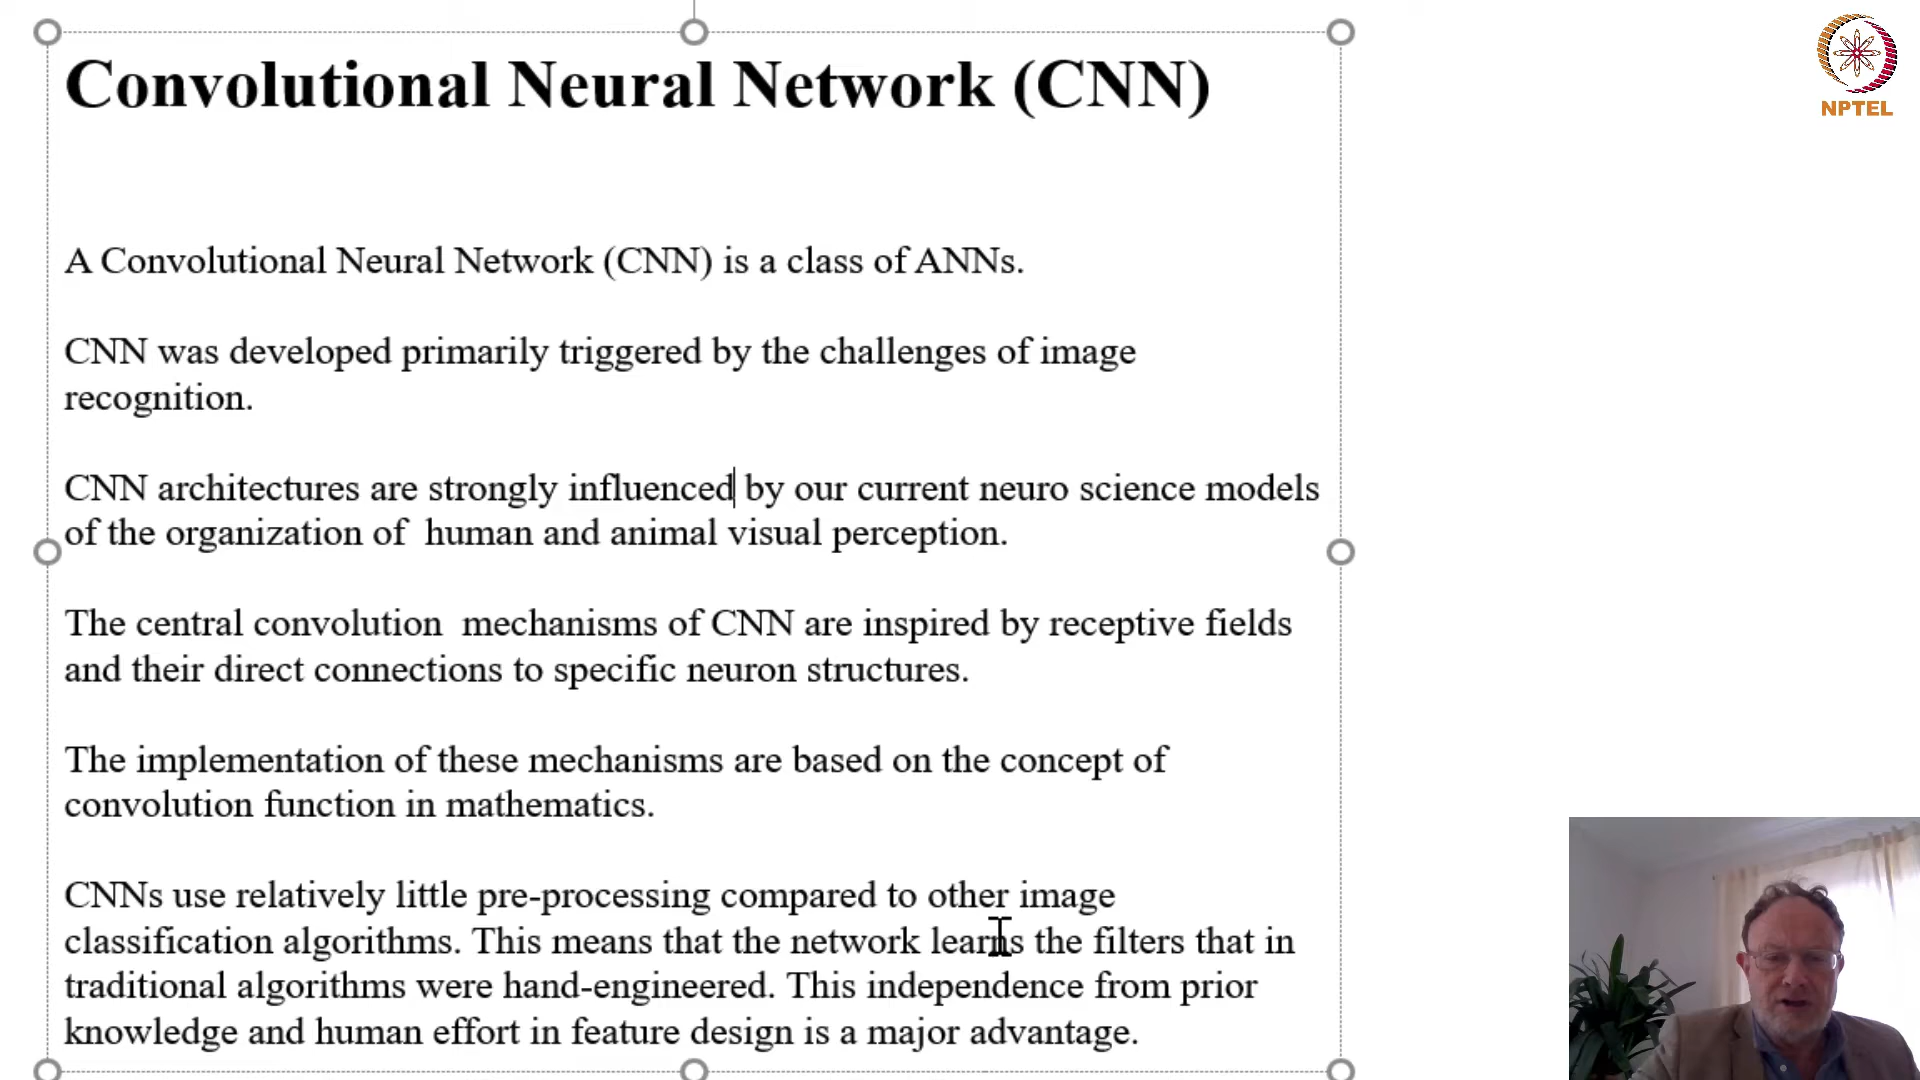 Convolutional Neural Network (CNN)
NPTEL
A Convolutional Neural Network (CNN) is a class of ANNs.
CNN was developed primarily triggered by the challenges of image
recognition.
CNN architectures are strongly influenced by our current neuro science models
of the organization of  human and animal visual perception.
The central convolution  mechanisms of CNN are inspired by receptive fields
and their direct connections to specific neuron structures.
The implementation of these mechanisms are based on the concept of
convolution function in mathematics.
CNNs use relatively little pre-processing compared to other image
classification algorithms. This means that the network learns the filters that in
traditional algorithms were hand-engineered. This independence from prior
knowledge and human effort in feature design is a major advantage.